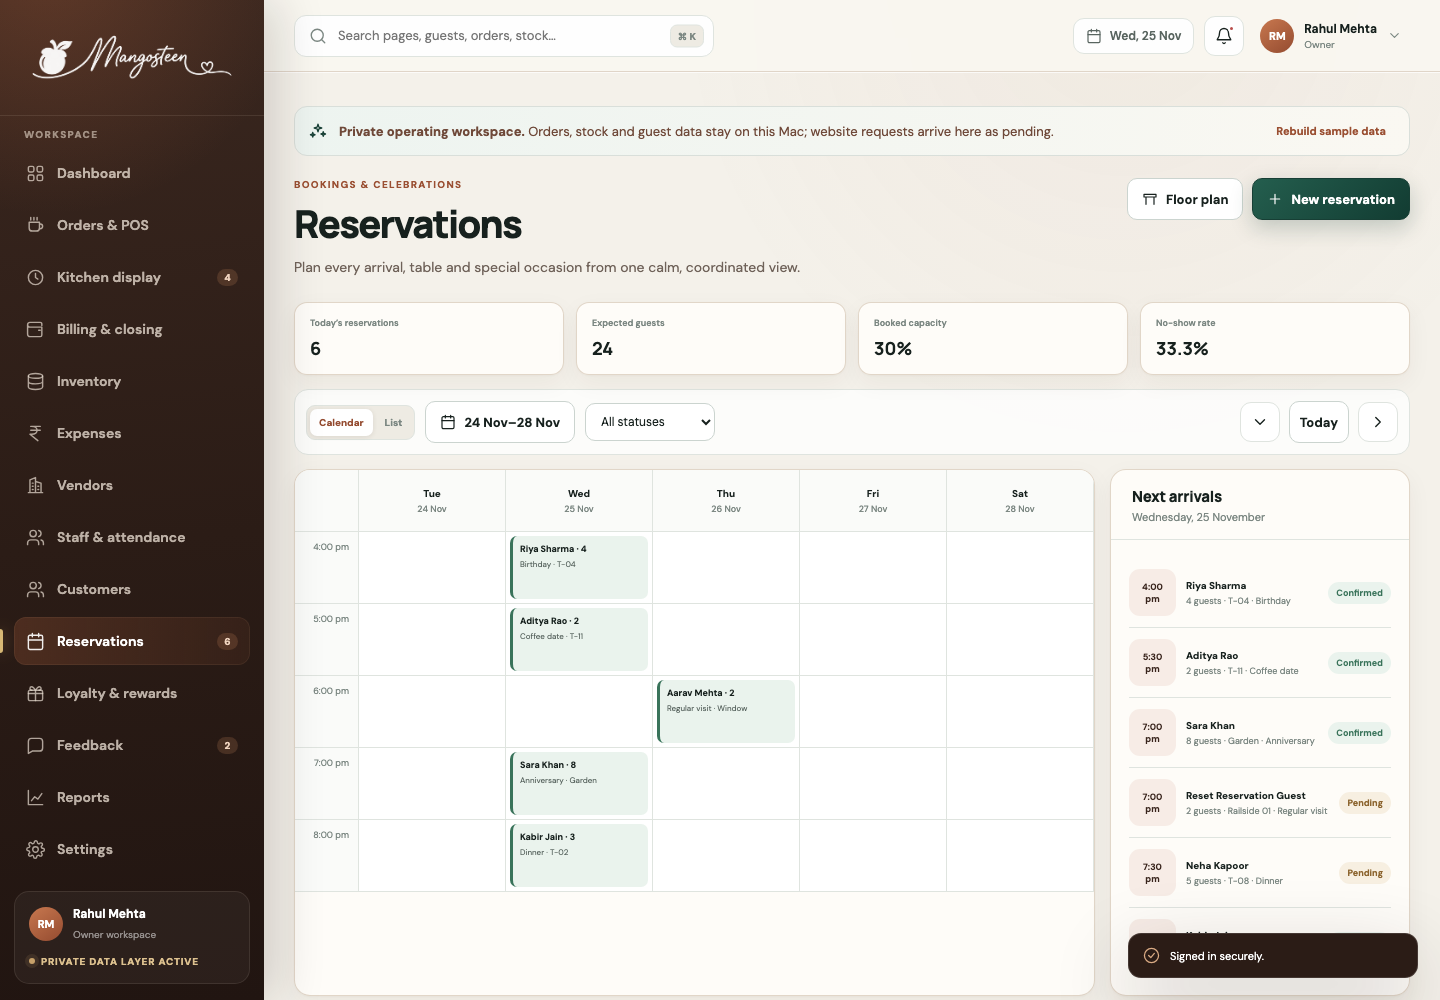 Mangosteen
Search pages, guests, orders, stock…
⌘ K
Wed, 25 Nov
RM
Rahul Mehta
Owner
WORKSPACE
Dashboard
Orders & POS
Kitchen display
4
Billing & closing
Inventory
Expenses
Vendors
Staff & attendance
Customers
Reservations
6
Loyalty & rewards
Feedback
2
Reports
Settings
RM
Rahul Mehta
Owner workspace
PRIVATE DATA LAYER ACTIVE
Private operating workspace. Orders, stock and guest data stay on this Mac; website requests arrive here as pending.
Rebuild sample data
BOOKINGS & CELEBRATIONS
Reservations
Plan every arrival, table and special occasion from one calm, coordinated view.
Floor plan
New reservation
Today's reservations
6
Expected guests
24
Booked capacity
30%
No-show rate
33.3%
Calendar
List
24 Nov–28 Nov
All statuses
Today
Tue
24 Nov
Wed
25 Nov
Thu
26 Nov
Fri
27 Nov
Sat
28 Nov
4:00 pm
Riya Sharma · 4
Birthday · T-04
5:00 pm
Aditya Rao · 2
Coffee date · T-11
6:00 pm
Aarav Mehta · 2
Regular visit · Window
7:00 pm
Sara Khan · 8
Anniversary · Garden
8:00 pm
Kabir Jain · 3
Dinner · T-02
Next arrivals
Wednesday, 25 November
4:00
pm
Riya Sharma
4 guests · T-04 · Birthday
Confirmed
5:30
pm
Aditya Rao
2 guests · T-11 · Coffee date
Confirmed
7:00
pm
Sara Khan
8 guests · Garden · Anniversary
Confirmed
7:00
pm
Reset Reservation Guest
2 guests · Railside 01 · Regular visit
Pending
7:30
pm
Neha Kapoor
5 guests · T-08 · Dinner
Pending
Signed in securely.